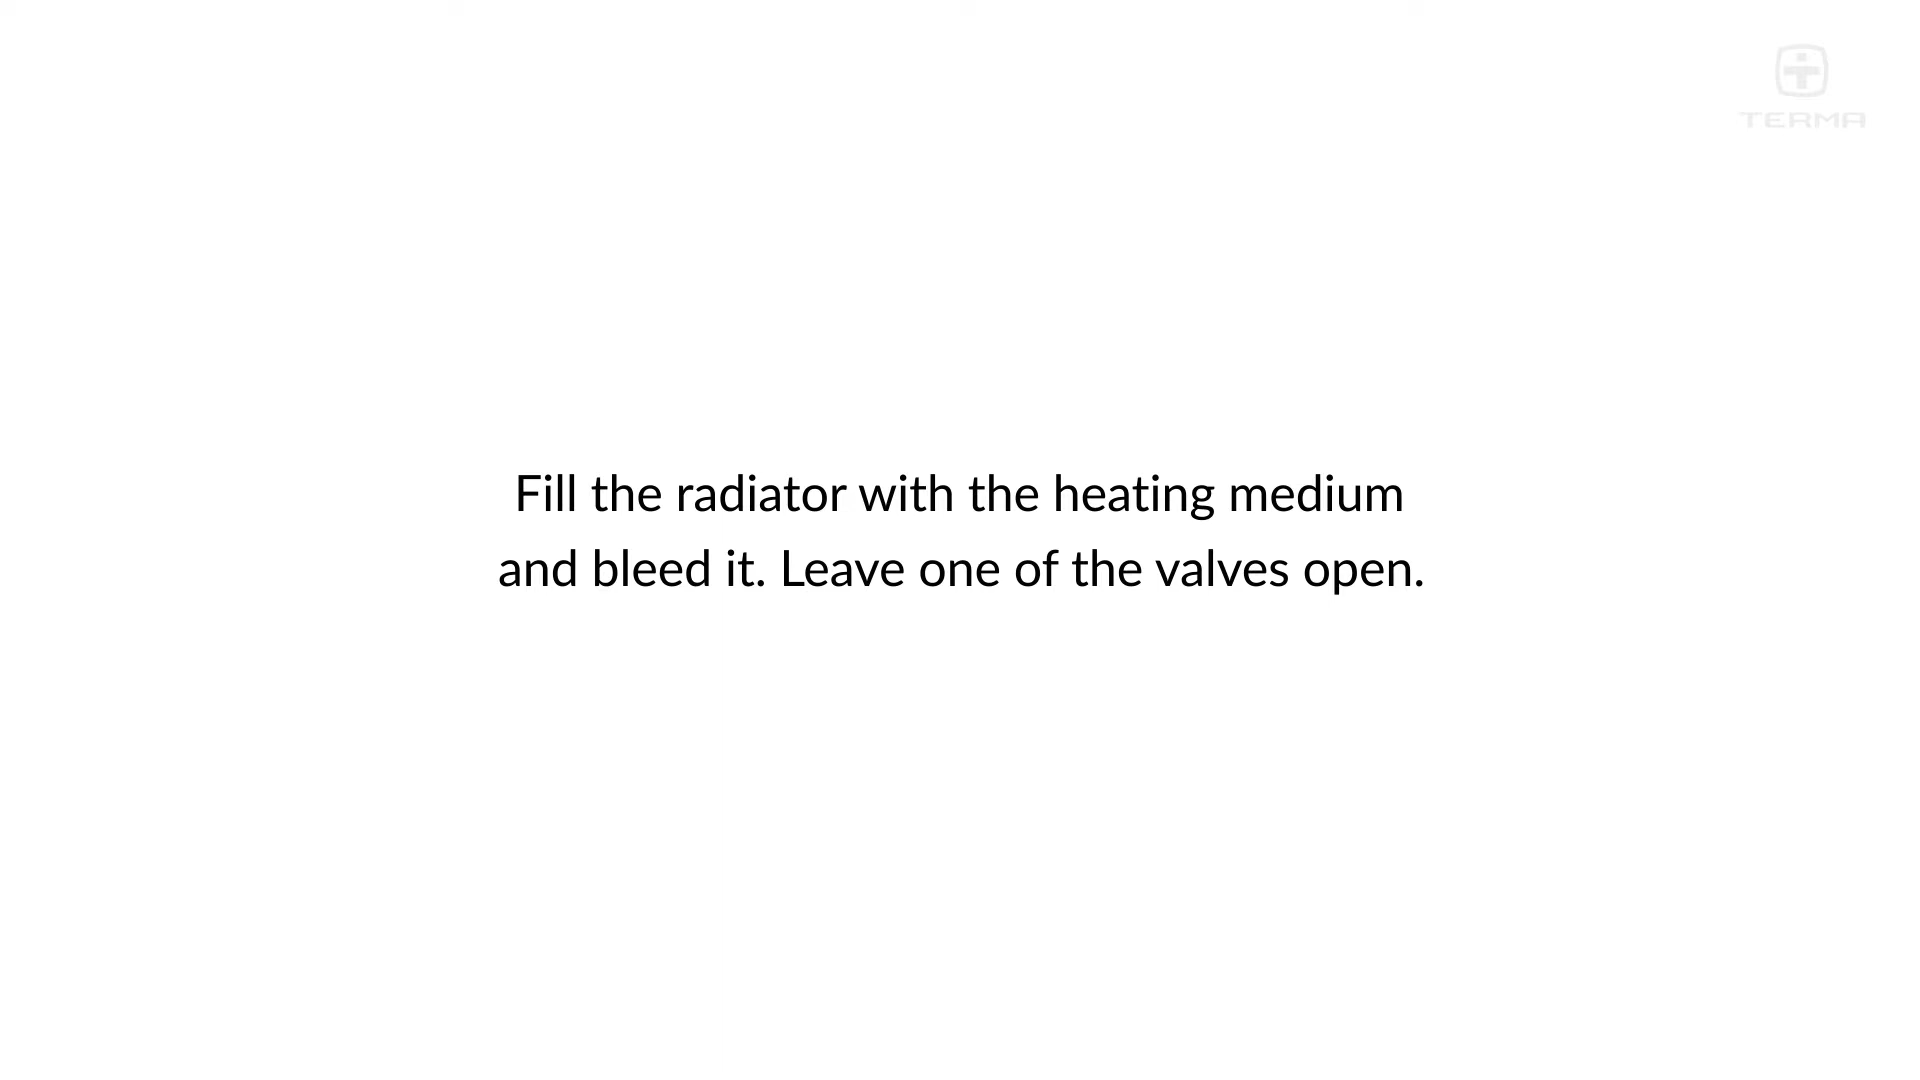 TERMA
Fill the radiator with the heating medium
and bleed it. Leave one of the valves open.